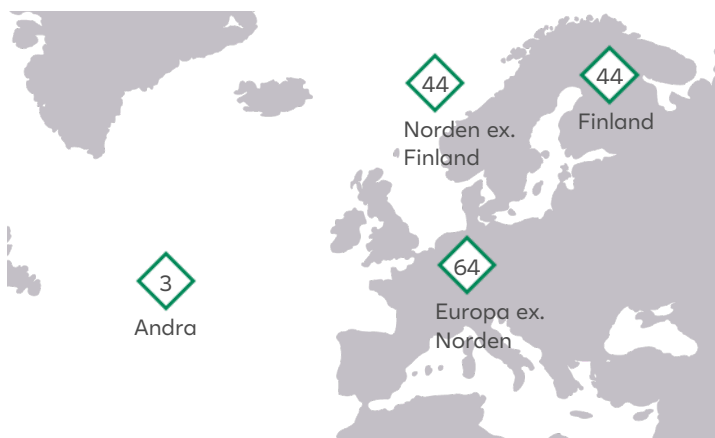 44
Norden ex.
Finland
44
Finland
3
Andra
64
Europa ex.
Norden